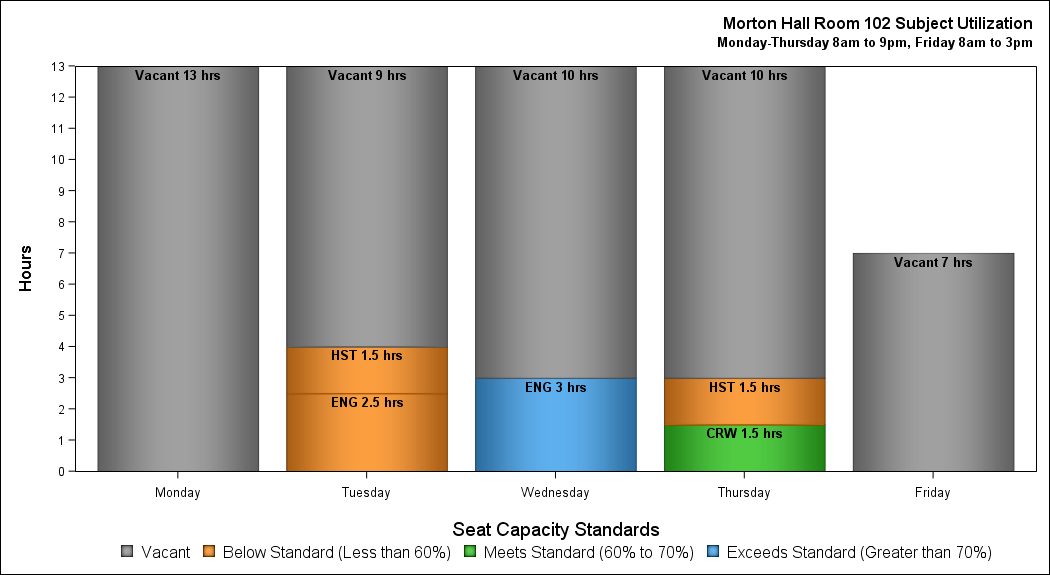 Morton Hall Room 102 Subject Utilization
Monday-Thursday 8am to 9pm, Friday 8am to 3pm
Hours
13
12
11
10
9
8
7
6
5
4
3
2
1
0
Vacant 13 hrs
Vacant 9 hrs
HST 1.5 hrs
ENG 2.5 hrs
Vacant 10 hrs
ENG 3 hrs
Vacant 10 hrs
HST 1.5 hrs
CRW 1.5 hrs
Vacant 7 hrs
Monday Tuesday Wednesday Thursday Friday
Seat Capacity Standards
Vacant Below Standard (Less than 60%) Meets Standard (60% to 70%) Exceeds Standard (Greater than 70%)